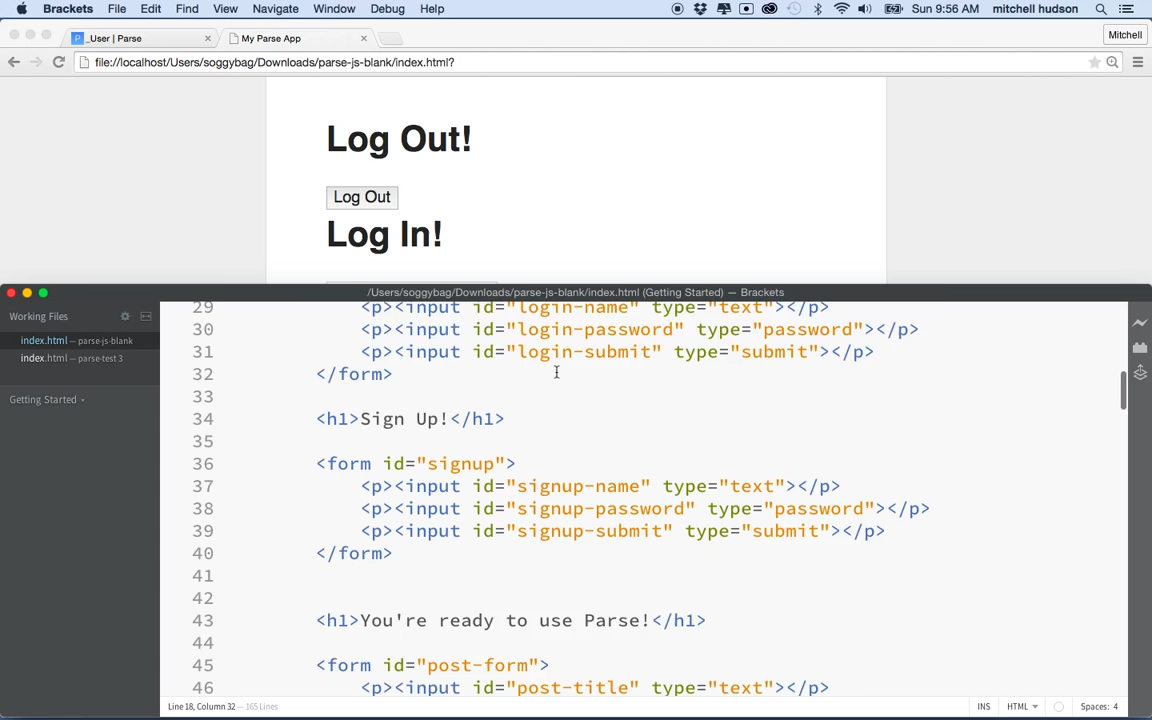 Brackets File Edit Find View Navigate Window Debug Help Sun 9:56 AM mitchell hudson
_User | Parse
My Parse App
Mitchell
file://localhost/Users/soggybag/Downloads/parse-js-blank/index.html?
Log Out!
Log Out
Log In!
/Users/soggybag/Downloads/parse-js-blank/index.html (Getting Started) — Brackets
Working Files
index.html — parse-js-blank
index.html — parse-test 3
Getting Started
29 <p><input id="login-name" type="text"></p>
30 <p><input id="login-password" type="password"></p>
31 <p><input id="login-submit" type="submit"></p>
32 </form>
33
34 <h1>Sign Up!</h1>
35
36 <form id="signup">
37 <p><input id="signup-name" type="text"></p>
38 <p><input id="signup-password" type="password"></p>
39 <p><input id="signup-submit" type="submit"></p>
40 </form>
41
42
43 <h1>You're ready to use Parse!</h1>
44
45 <form id="post-form">
46 <p><input id="post-title" type="text"></p>
Line 18, Column 32 — 165 Lines
INS HTML Spaces: 4